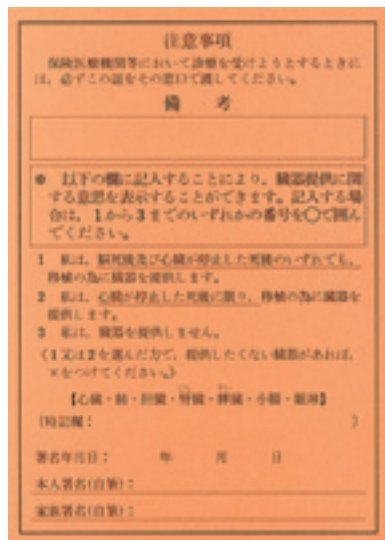 注意事項
保険医療機関等において診療を受けようとするときに
は、必ずこの証をその窓口で渡してください。
備 考
● 以下の欄に記入することにより、臓器提供に関
する意思を表示することができます。記入する場
合は、1から3までのいずれかの番号を○で囲ん
でください。
1 私は、脳死後及び心臓が停止した死後のいずれでも、
移植の為に臓器を提供します。
2 私は、心臓が停止した死後に限り、移植の為に臓器を
提供します。
3 私は、臓器を提供しません。
《1又は2を選んだ方で、提供したくない臓器があれば、
×をつけてください。》
【心臓・肺・肝臓・腎臓・膵臓・小腸・眼球】
(特記欄: )
署名年月日: 年 月 日
本人署名(自筆):
家族署名(自筆):